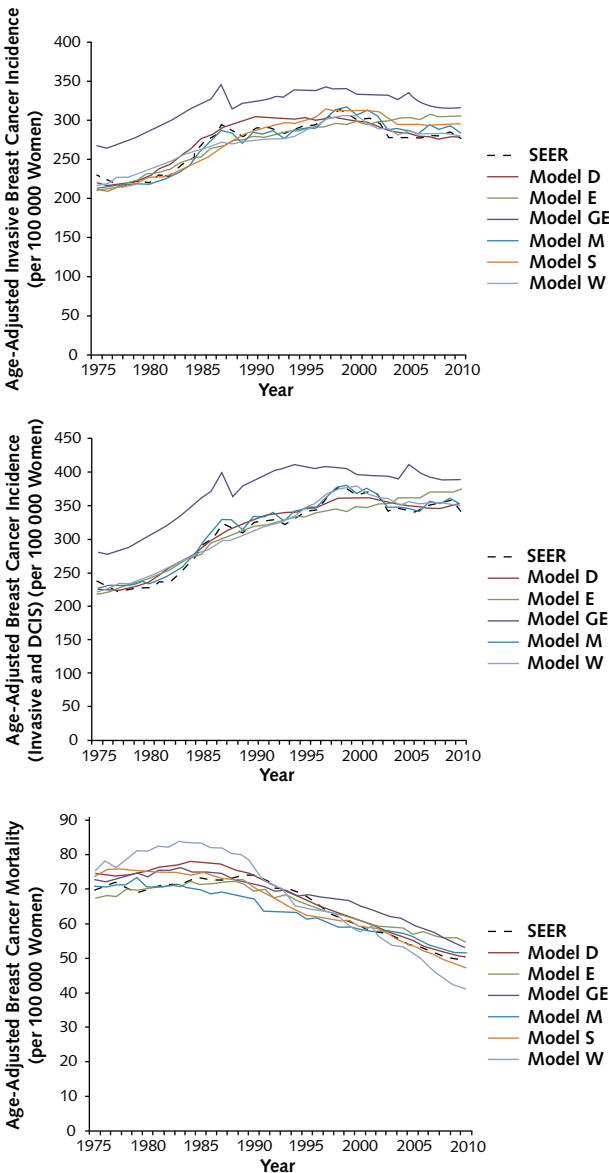 Age-Adjusted Invasive Breast Cancer Incidence
(per 100 000 Women)
400
350
300
250
200
150
100
50
0
1975 1980 1985 1990 1995 2000 2005 2010
Year
SEER
Model D
Model E
Model GE
Model M
Model S
Model W
Age-Adjusted Breast Cancer Incidence
(Invasive and DCIS) (per 100 000 Women)
450
400
350
300
250
200
150
100
50
0
1975 1980 1985 1990 1995 2000 2005 2010
Year
SEER
Model D
Model E
Model GE
Model M
Model W
Age-Adjusted Breast Cancer Mortality
(per 100 000 Women)
90
80
70
60
50
40
30
20
10
0
1975 1980 1985 1990 1995 2000 2005 2010
Year
SEER
Model D
Model E
Model GE
Model M
Model S
Model W